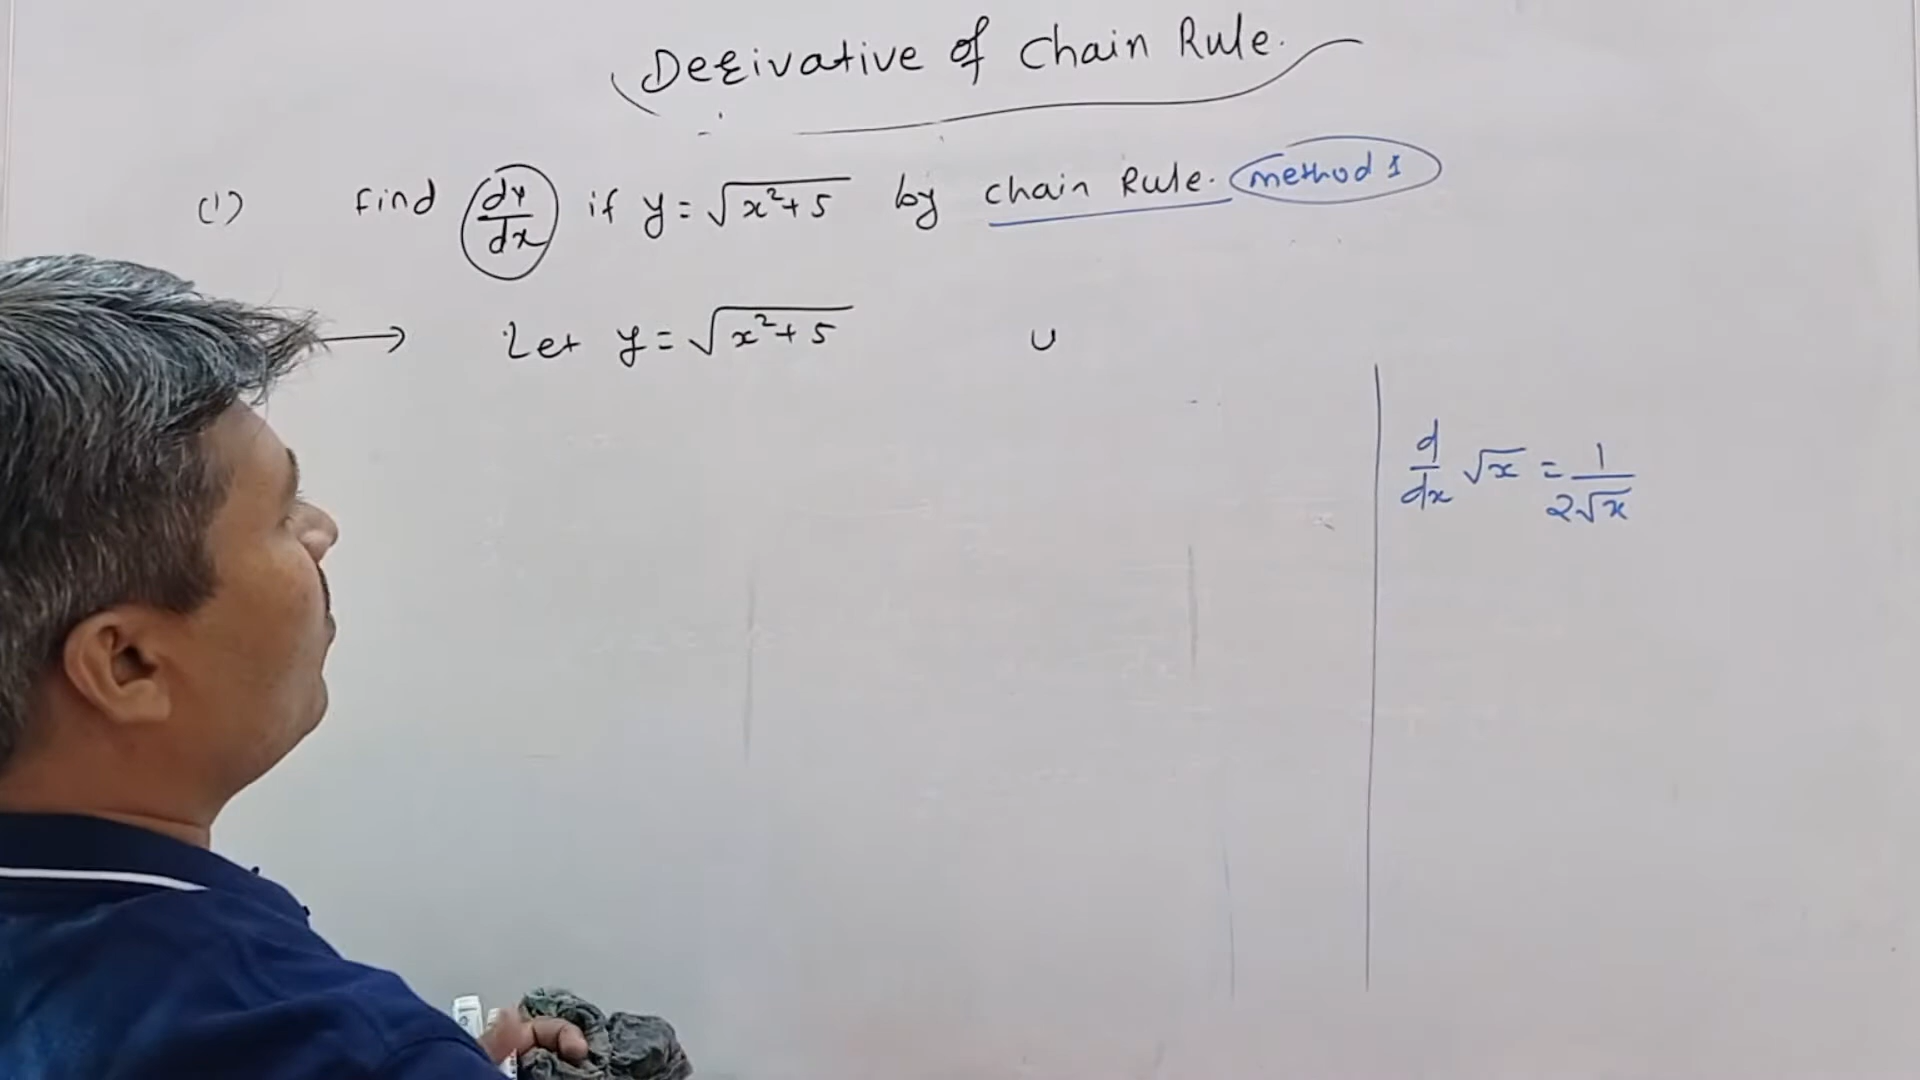 Derivative of Chain Rule.
(1) Find dy/dx if y = √(x²+5) by chain Rule. method 1
→ Let y = √(x²+5) u
d/dx √x = 1/(2√x)